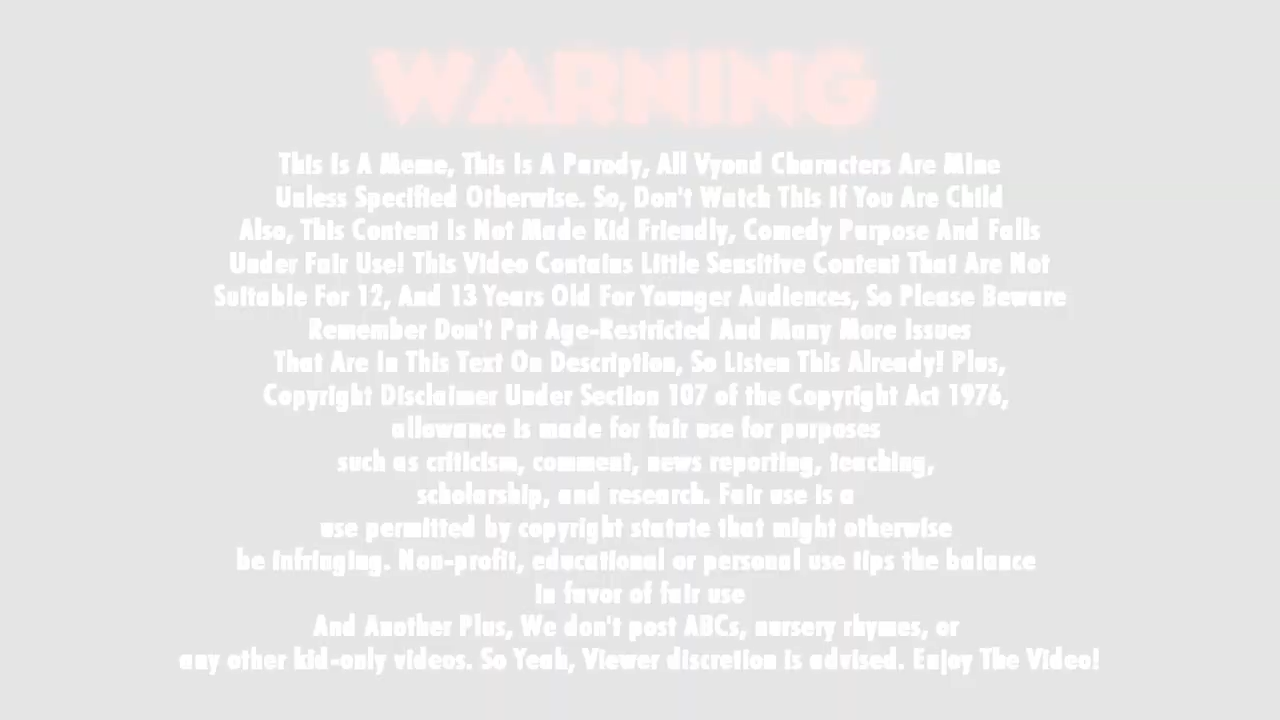 WARNING
This Is A Meme, This Is A Parody, All Vyond Characters Are Mine
Unless Specified Otherwise. So, Don't Watch This If You Are Child
Also, This Content Is Not Made Kid Friendly, Comedy Purpose And Falls
Under Fair Use! This Video Contains Little Sensitive Content That Are Not
Suitable For 12, And 13 Years Old For Younger Audiences, So Please Beware
Remember Don't Put Age-Restricted And Many More Issues
That Are In This Text On Description, So Listen This Already! Plus,
Copyright Disclaimer Under Section 107 of the Copyright Act 1976,
allowance is made for fair use for purposes
such as criticism, comment, news reporting, teaching,
scholarship, and research. Fair use is a
use permitted by copyright statute that might otherwise
be infringing. Non-profit, educational or personal use tips the balance
in favor of fair use
And Another Plus, We don't post ABCs, nursery rhymes, or
any other kid-only videos. So Yeah, Viewer discretion is advised. Enjoy The Video!